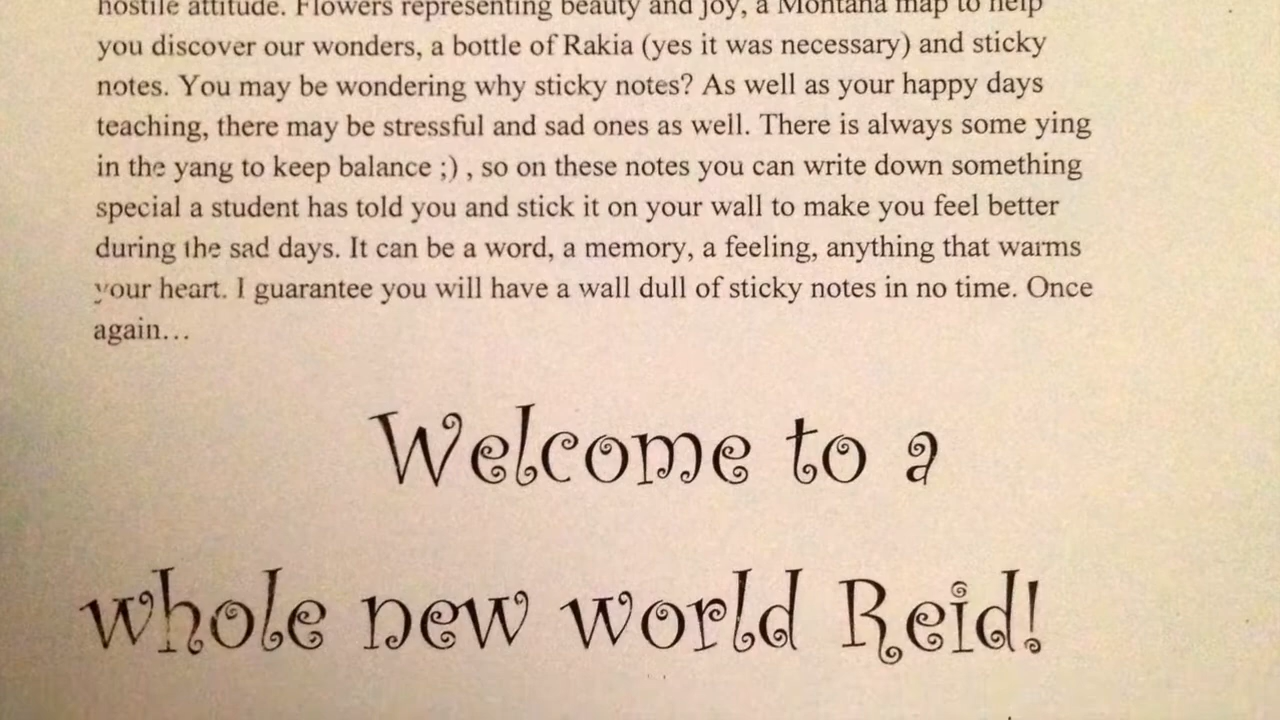 hostile attitude. Flowers representing beauty and joy, a Montana map to help
you discover our wonders, a bottle of Rakia (yes it was necessary) and sticky
notes. You may be wondering why sticky notes? As well as your happy days
teaching, there may be stressful and sad ones as well. There is always some ying
in the yang to keep balance ;) , so on these notes you can write down something
special a student has told you and stick it on your wall to make you feel better
during the sad days. It can be a word, a memory, a feeling, anything that warms
your heart. I guarantee you will have a wall dull of sticky notes in no time. Once
again…
Welcome to a
whole new world Reid!